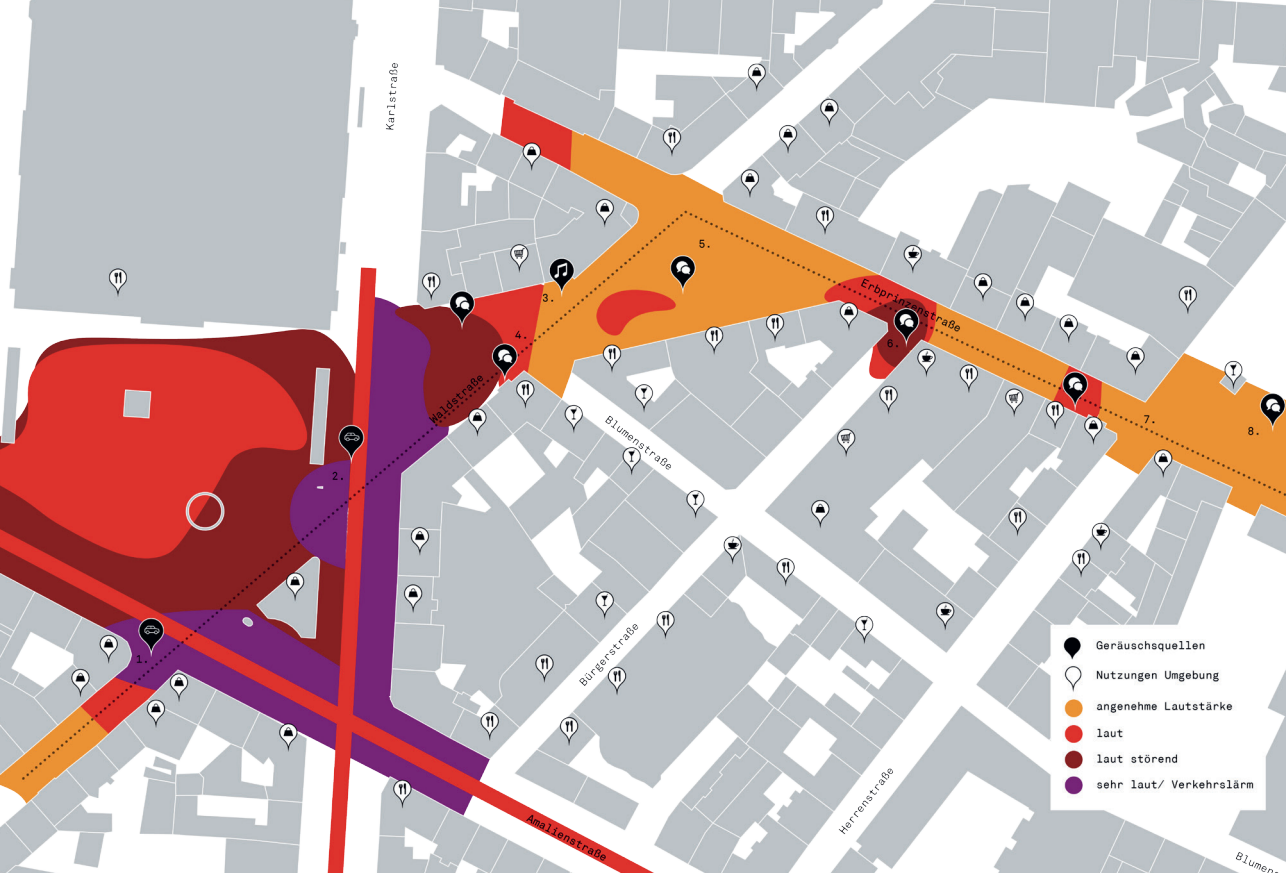 Karlstraße
5.
3.
Erbprinzenstraße
4.
6.
Waldstraße
7.
8.
Blumenstraße
2.
1.
Bürgerstraße
Geräuschsquellen
Nutzungen Umgebung
angenehme Lautstärke
laut
laut störend
sehr laut/ Verkehrslärm
Herrenstraße
Amalienstraße
Blumen